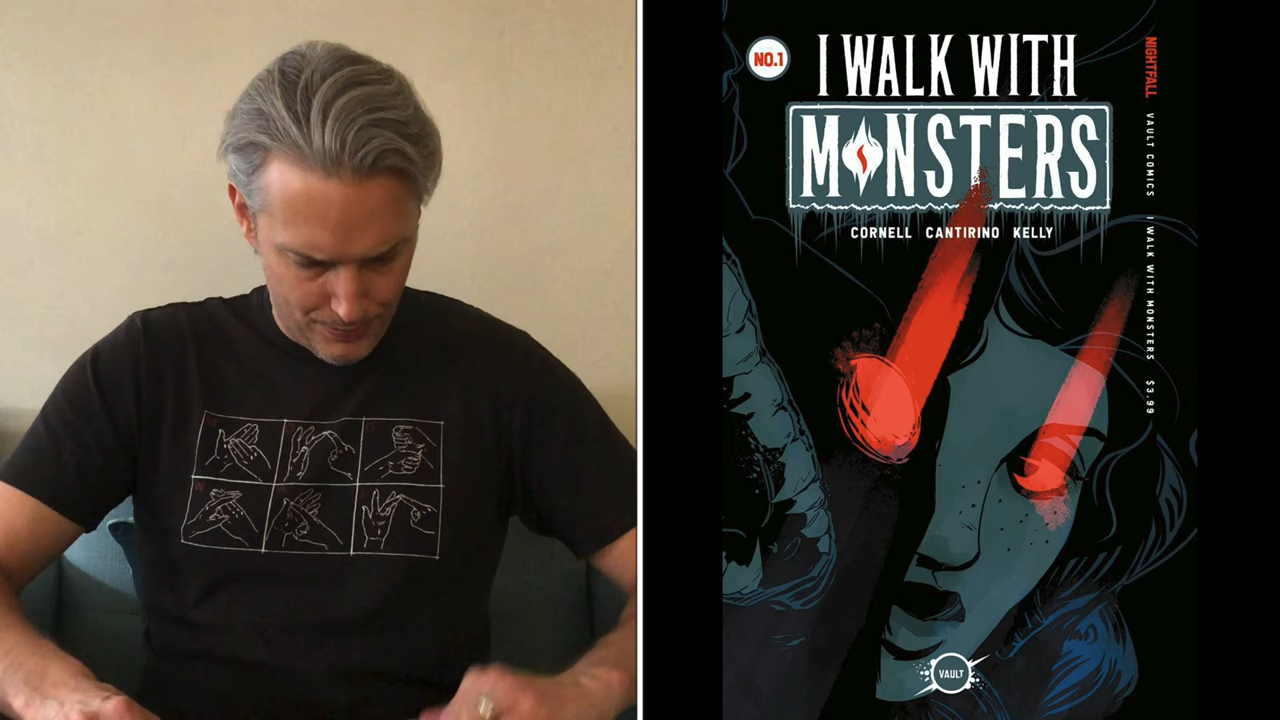 NO.1
I WALK WITH
MONSTERS
CORNELL CANTIRINO KELLY
NIGHTFALL VAULT COMICS I WALK WITH MONSTERS $3.99
VAULT